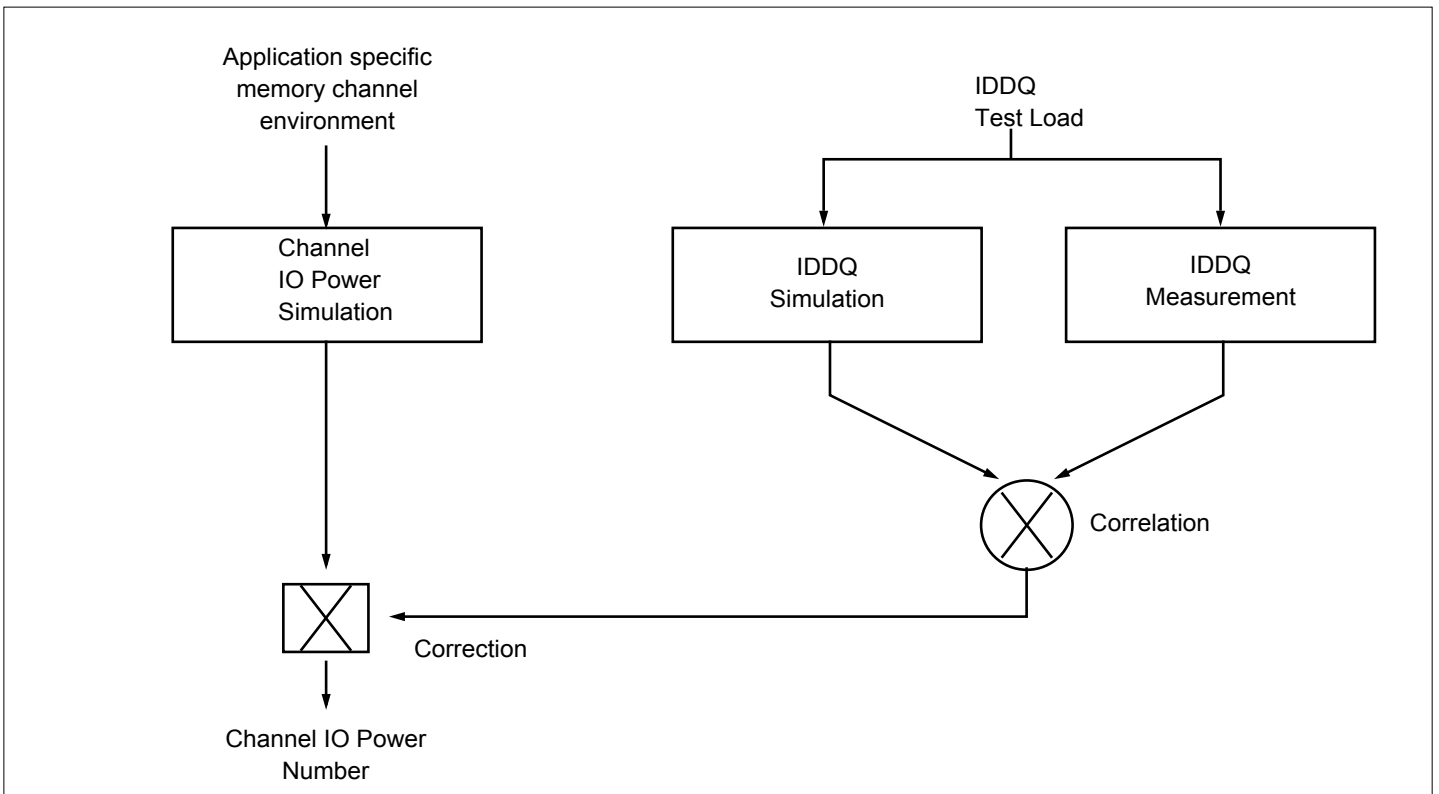 Application specific
memory channel
environment
IDDQ
Test Load
Channel
IO Power
Simulation
IDDQ
Simulation
IDDQ
Measurement
Correlation
Correction
Channel IO Power
Number